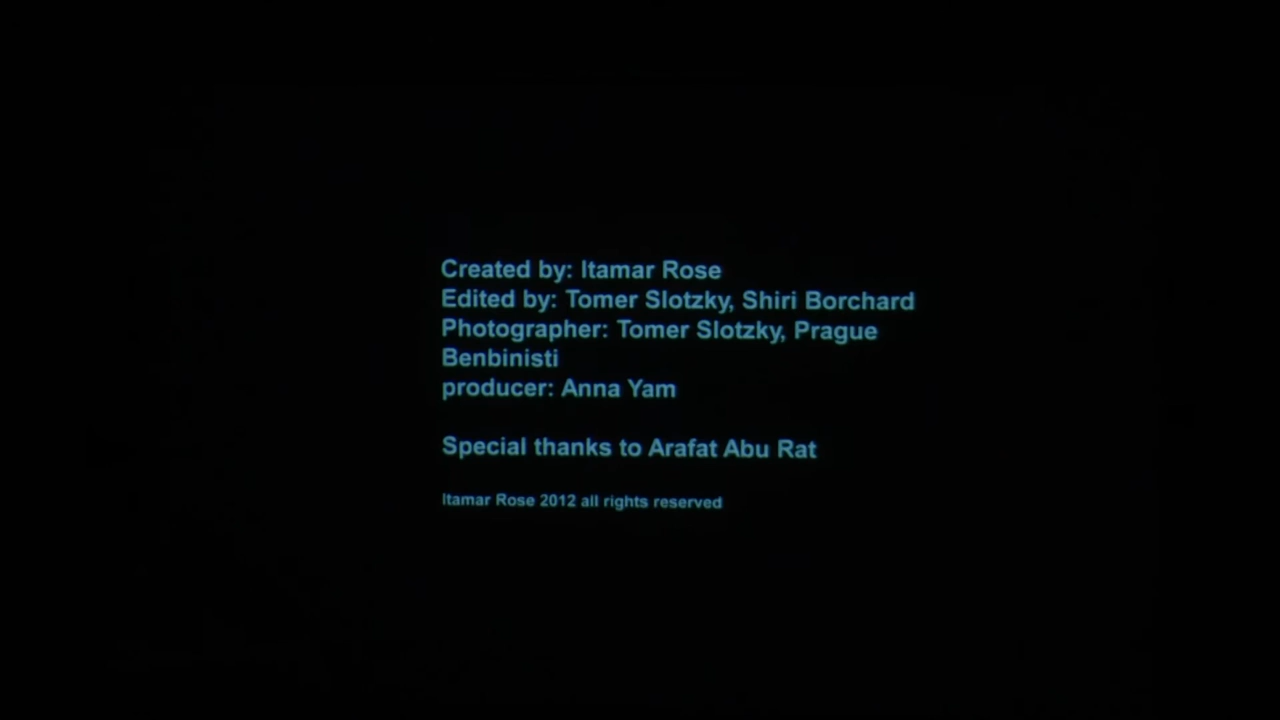 Created by: Itamar Rose
Edited by: Tomer Slotzky, Shiri Borchard
Photographer: Tomer Slotzky, Prague
Benbinisti
producer: Anna Yam
Special thanks to Arafat Abu Rat
Itamar Rose 2012 all rights reserved